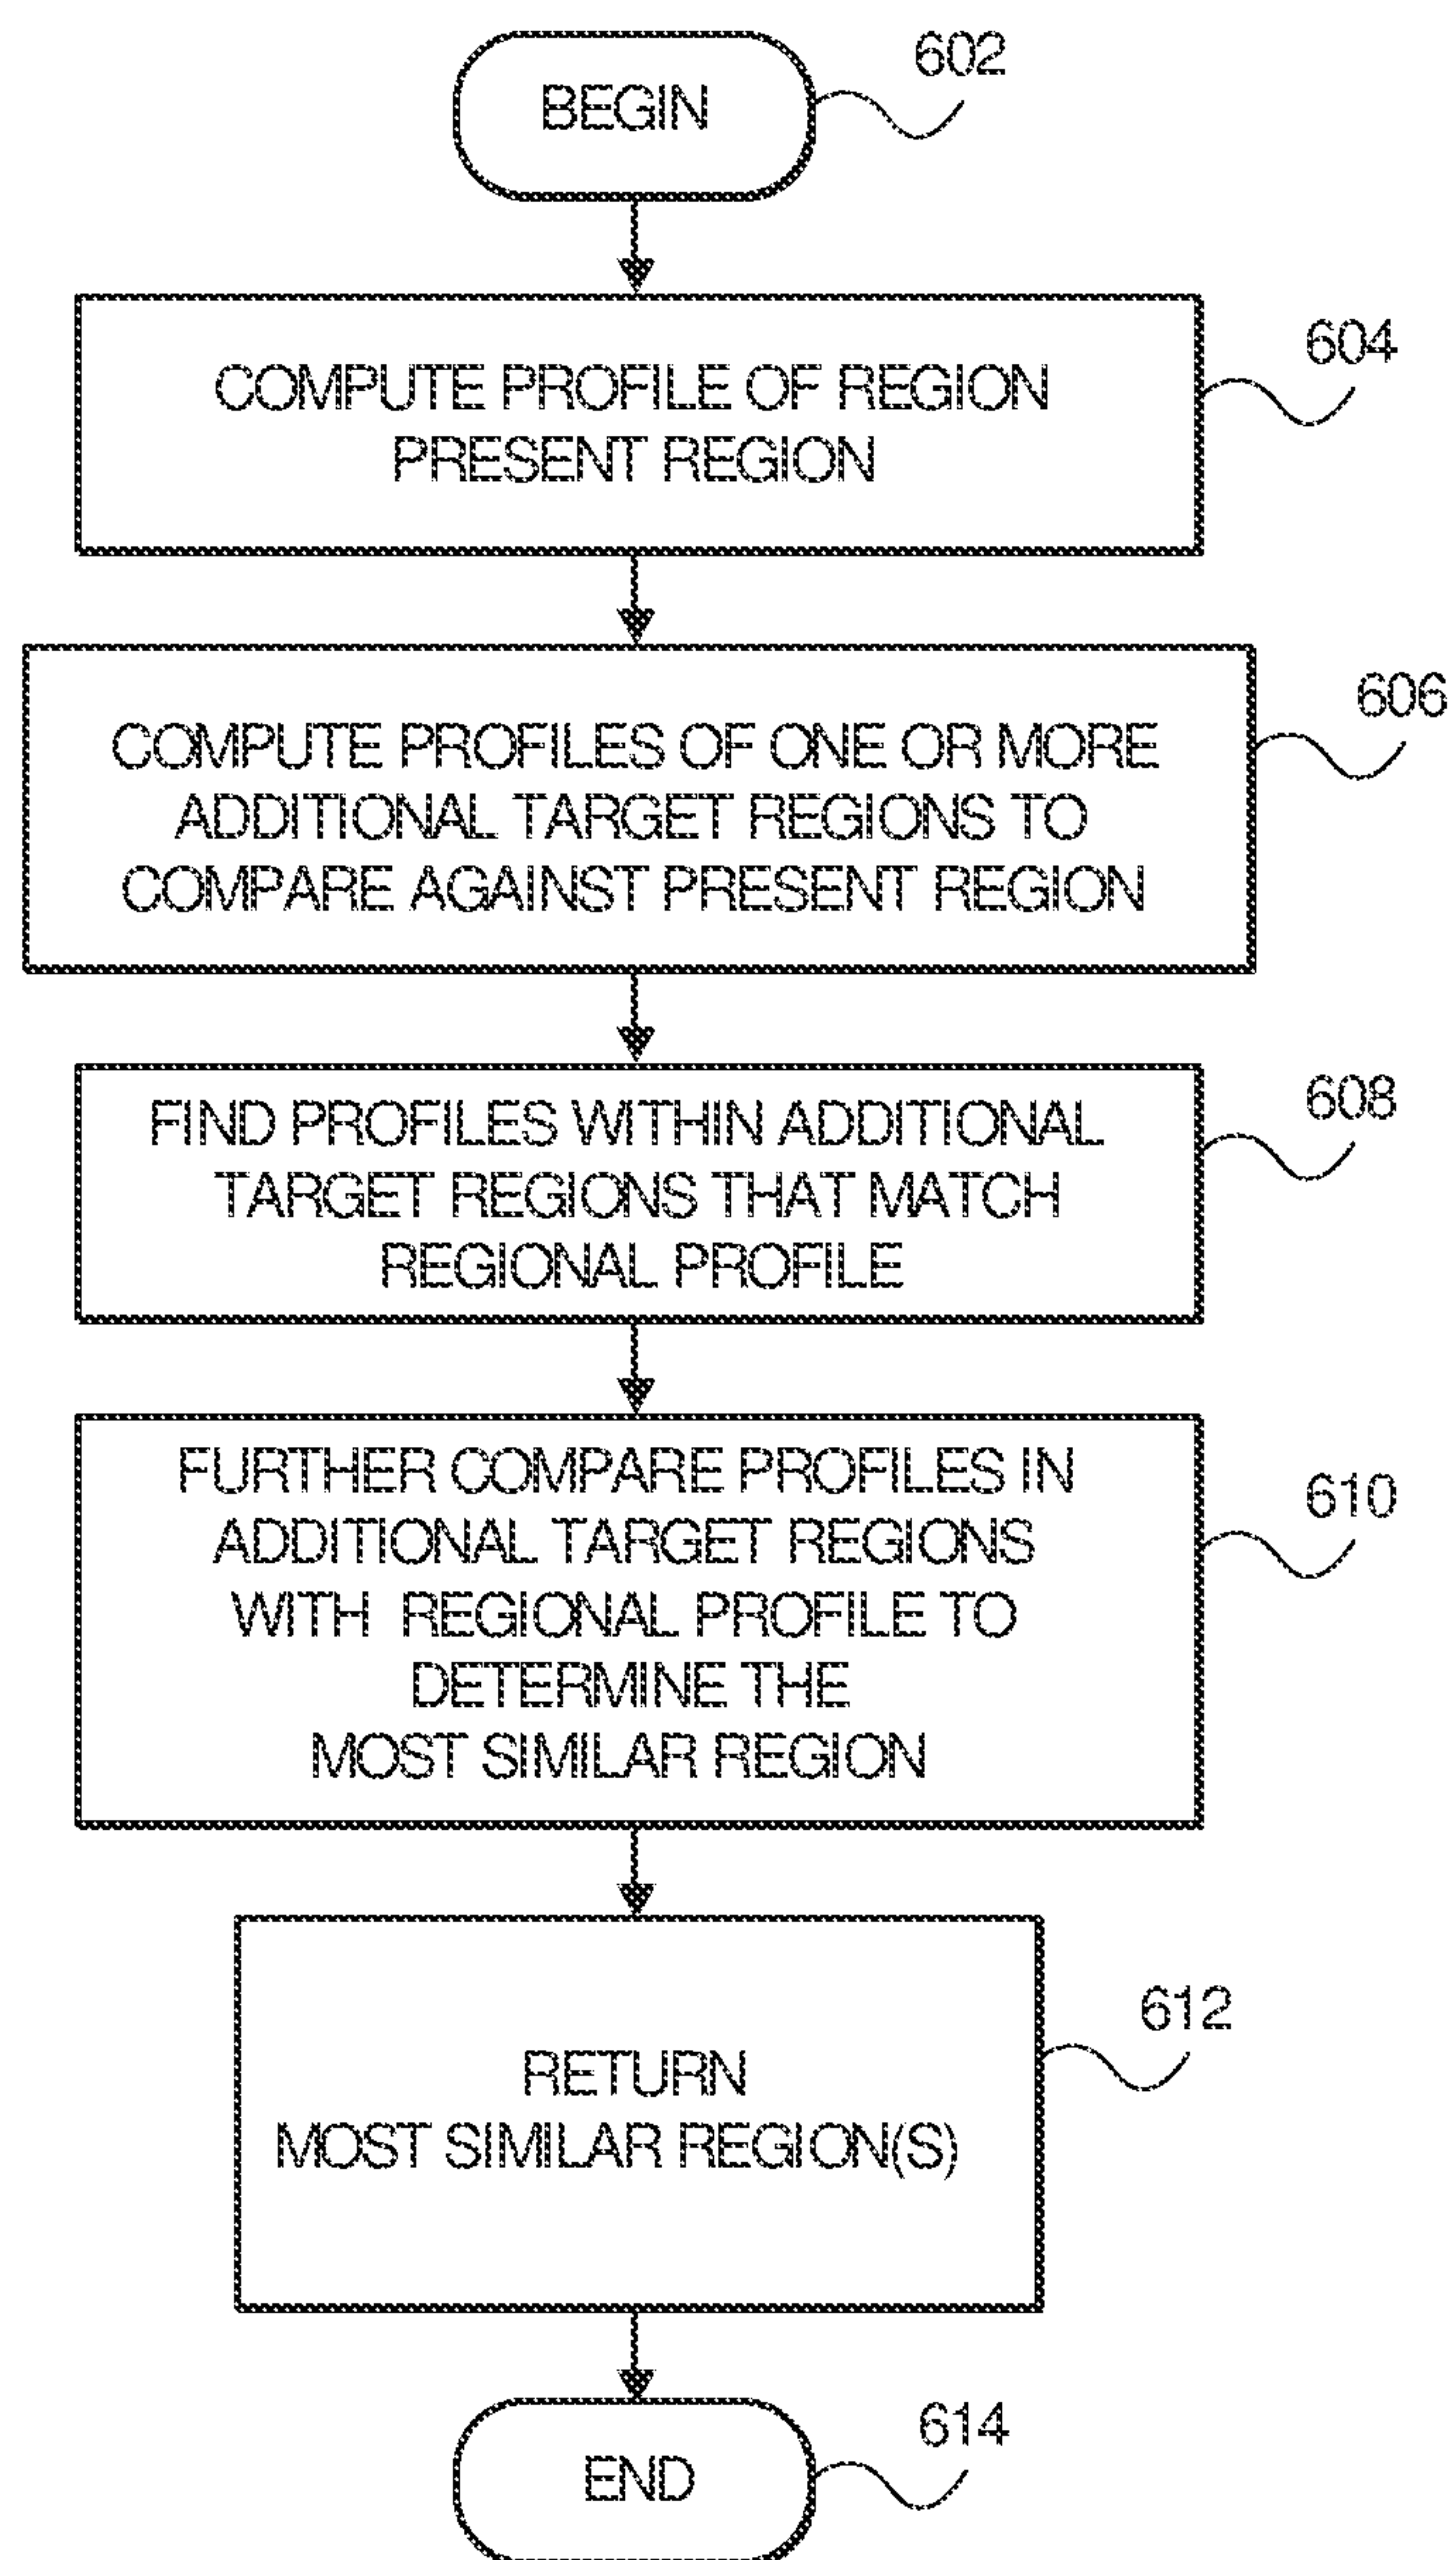 BEGIN
602
COMPUTE PROFILE OF REGION
PRESENT REGION
604
COMPUTE PROFILES OF ONE OR MORE
ADDITIONAL TARGET REGIONS TO
COMPARE AGAINST PRESENT REGION
606
FIND PROFILES WITHIN ADDITIONAL
TARGET REGIONS THAT MATCH
REGIONAL PROFILE
608
FURTHER COMPARE PROFILES IN
ADDITIONAL TARGET REGIONS
WITH REGIONAL PROFILE TO
DETERMINE THE
MOST SIMILAR REGION
610
RETURN
MOST SIMILAR REGION(S)
612
END
614